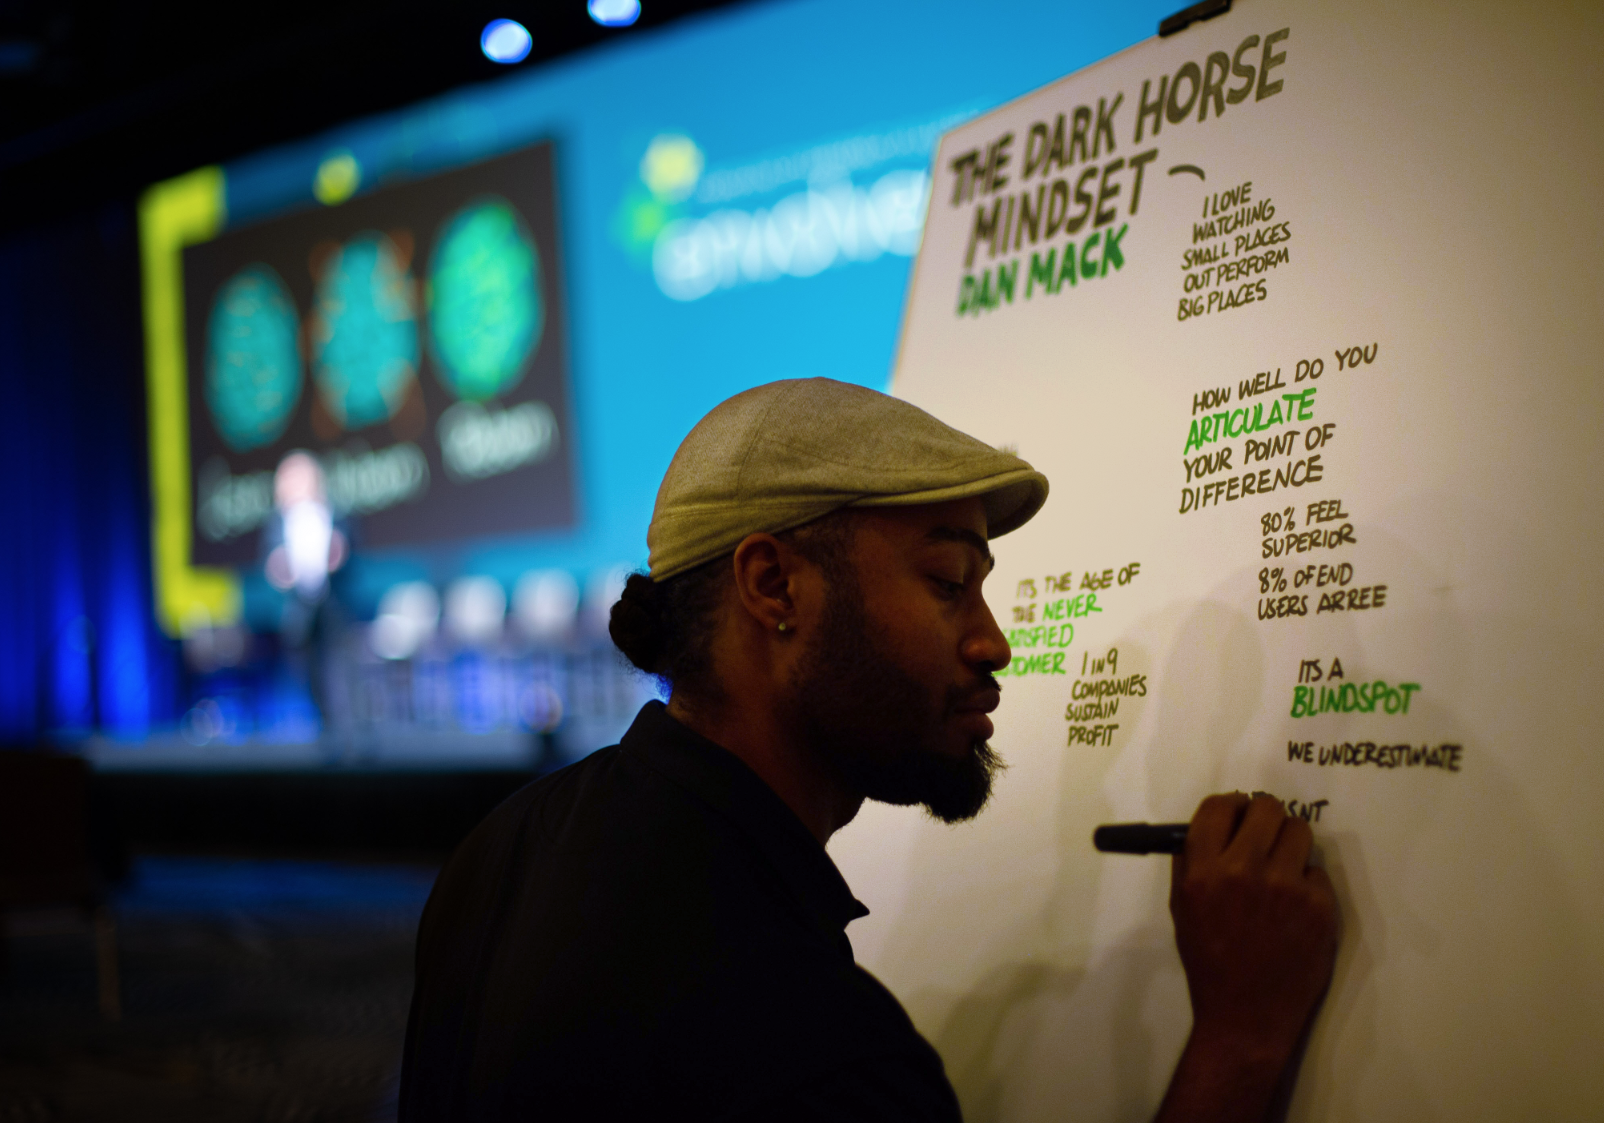 THE DARK HORSE
MINDSET
DAN MACK
I LOVE
WATCHING
SMALL PLACES
OUT PERFORM
BIG PLACES
HOW WELL DO YOU
ARTICULATE
YOUR POINT OF
DIFFERENCE
80% FEEL
SUPERIOR
8% OF END
USERS ARREE
ITS THE AGE OF
THE NEVER
1 IN 9
COMPANIES
SUSTAIN
PROFIT
ITS A
BLINDSPOT
WE UNDERESTIMATE